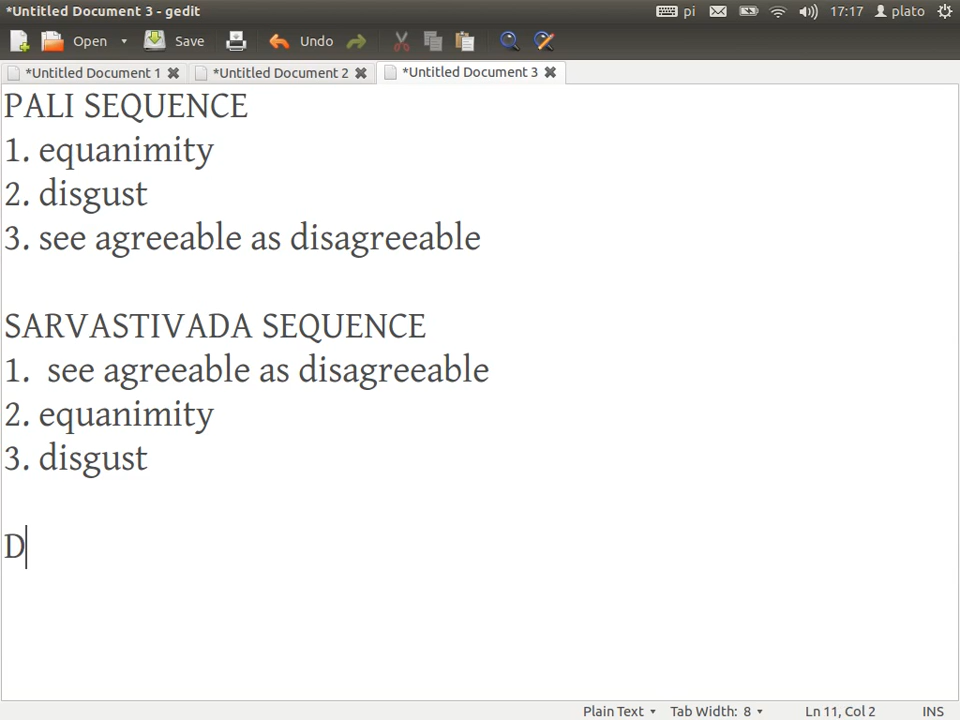 *Untitled Document 3 - gedit
pi
17:17
plato
Open
Save
Undo
*Untitled Document 1
*Untitled Document 2
*Untitled Document 3
PALI SEQUENCE
1. equanimity
2. disgust
3. see agreeable as disagreeable
SARVASTIVADA SEQUENCE
1.  see agreeable as disagreeable
2. equanimity
3. disgust
D
Plain Text
Tab Width: 8
Ln 11, Col 2
INS